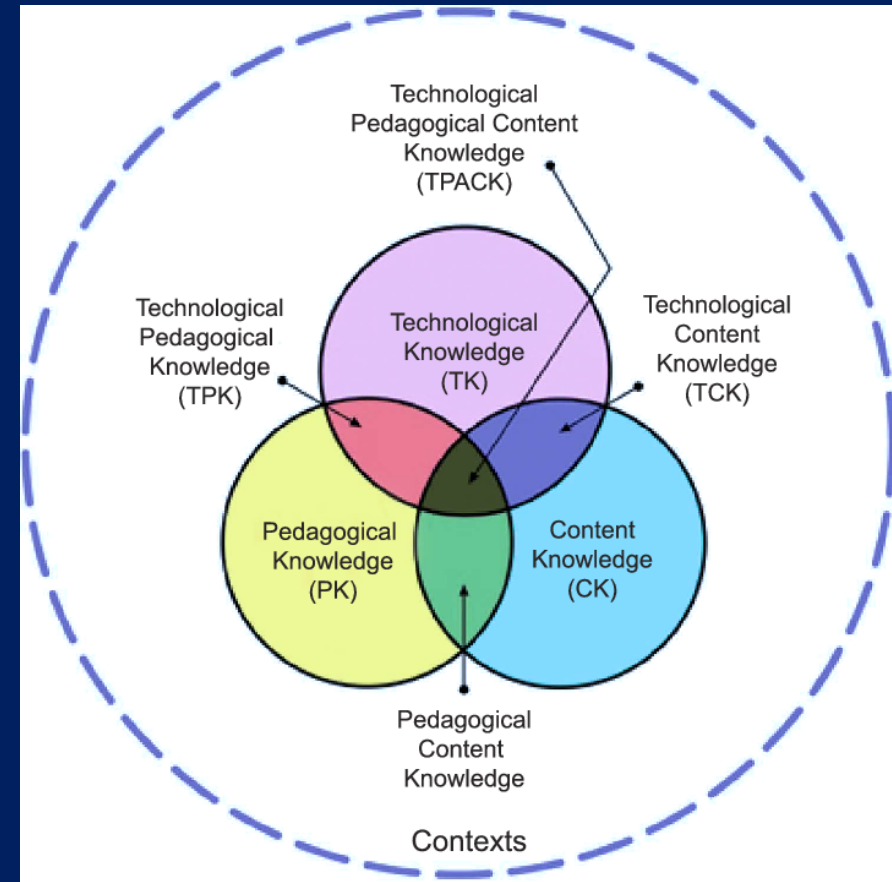 Technological
Pedagogical Content
Knowledge
(TPACK)
Technological
Pedagogical
Knowledge
(TPK)
Technological
Knowledge
(TK)
Technological
Content
Knowledge
(TCK)
Pedagogical
Knowledge
(PK)
Content
Knowledge
(CK)
Pedagogical
Content
Knowledge
Contexts